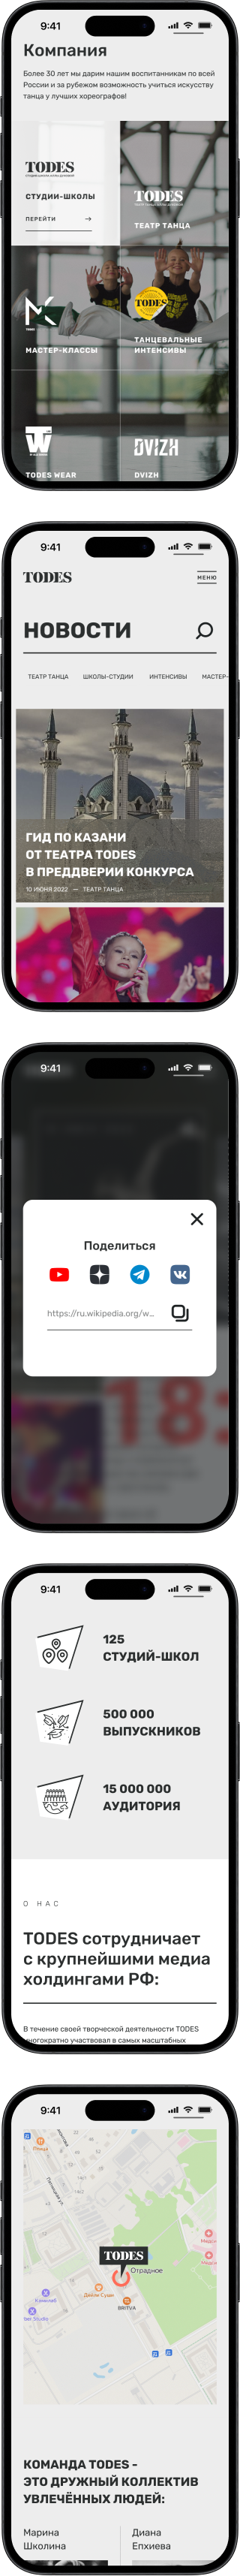 9:41
Компания
Более 30 лет мы дарим нашим воспитанникам по всей
России и за рубежом возможность учиться искусству
танца у лучших хореографов!
TODES
СТУДИИ-ШКОЛЫ
ПЕРЕЙТИ
TODES
ТЕАТР ТАНЦА
МАСТЕР-КЛАССЫ
ТАНЦЕВАЛЬНЫЕ
ИНТЕНСИВЫ
TODES WEAR
DVIZH
DVIZH
9:41
TODES
МЕНЮ
НОВОСТИ
ТЕАТР ТАНЦА
ШКОЛЫ-СТУДИИ
ИНТЕНСИВЫ
МАСТЕР-
ГИД ПО КАЗАНИ
ОТ ТЕАТРА TODES
В ПРЕДДВЕРИИ КОНКУРСА
10 ИЮНЯ 2022 — ТЕАТР ТАНЦА
9:41
Поделиться
https://ru.wikipedia.org/w...
18
9:41
125
СТУДИЙ-ШКОЛ
500 000
ВЫПУСКНИКОВ
15 000 000
АУДИТОРИЯ
О НАС
TODES сотрудничает
с крупнейшими медиа
холдингами РФ:
В течение своей творческой деятельности TODES
многократно участвовал в самых масштабных
9:41
TODES
Отрадное
BRITVA
КОМАНДА TODES -
ЭТО ДРУЖНЫЙ КОЛЛЕКТИВ
УВЛЕЧЁННЫХ ЛЮДЕЙ:
Марина
Школина
Диана
Епхиева